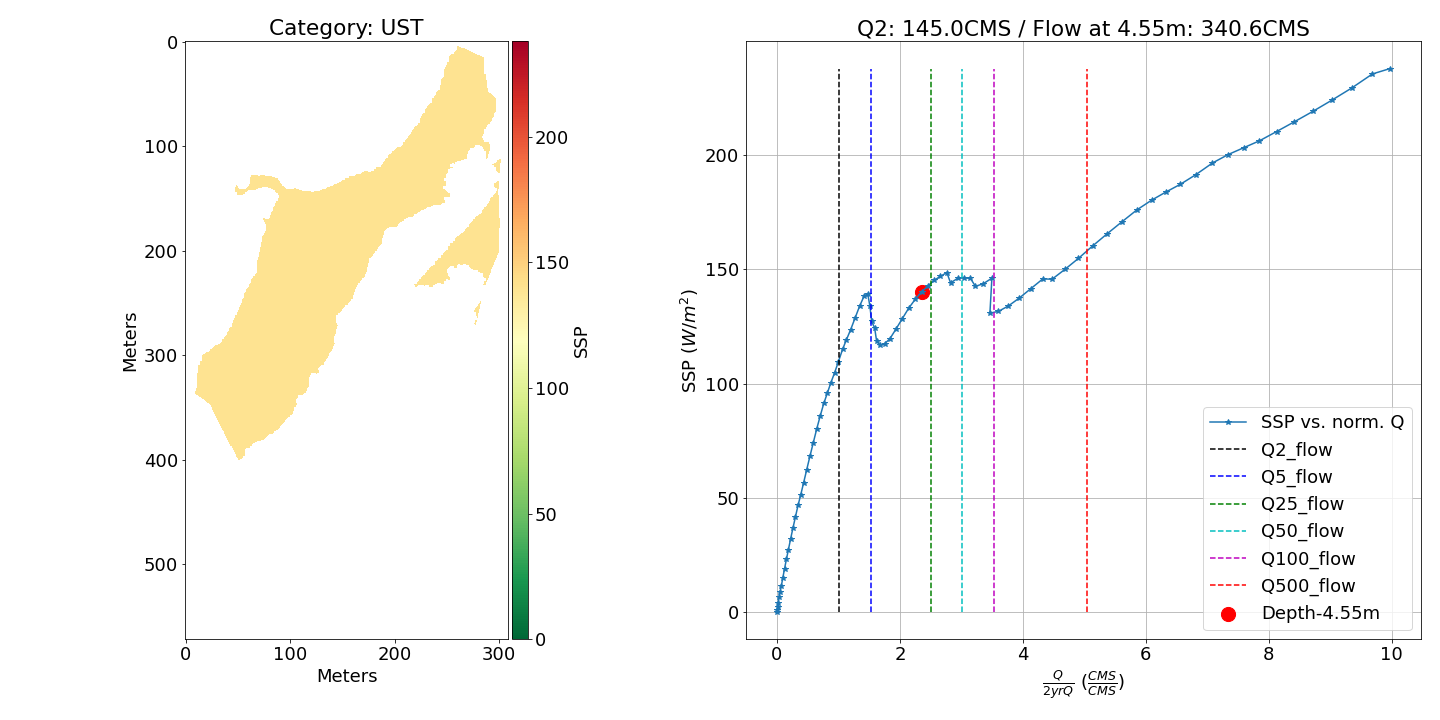 Category: UST
0
100
200
300
400
500
Meters
0
100
200
300
Meters
200
150
100
50
0
SSP
Q2: 145.0CMS / Flow at 4.55m: 340.6CMS
200
150
100
50
0
SSP (W/m²)
0
2
4
6
8
10
Q/2yrQ (CMS/CMS)
SSP vs. norm. Q
Q2_flow
Q5_flow
Q25_flow
Q50_flow
Q100_flow
Q500_flow
Depth-4.55m